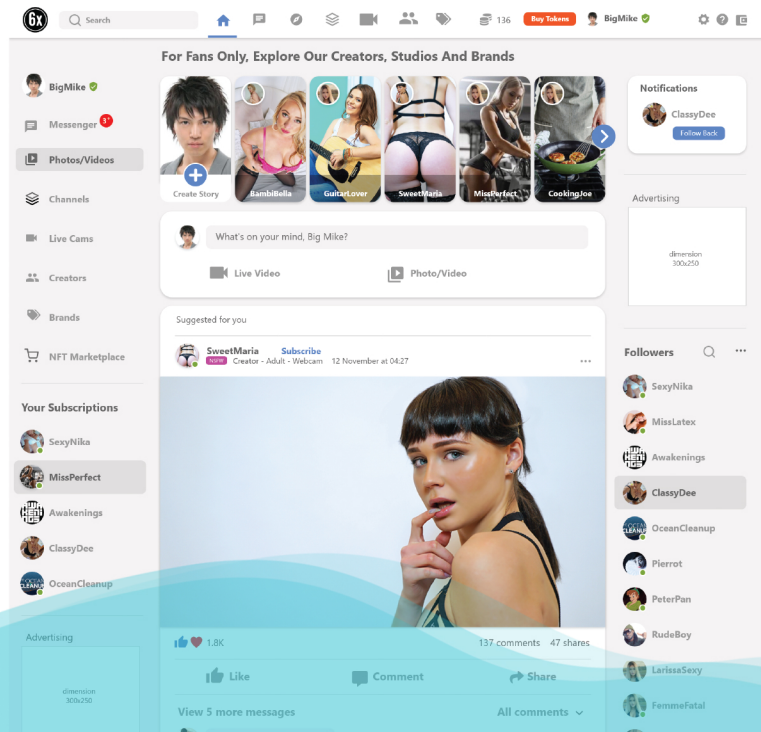 6x
Search
136
Buy Tokens
BigMike
For Fans Only, Explore Our Creators, Studios And Brands
BigMike
Messenger
3+
Photos/Videos
Channels
Live Cams
Creators
Brands
NFT Marketplace
Your Subscriptions
SexyNika
MissPerfect
Awakenings
ClassyDee
OceanCleanup
Advertising
dimension
300x250
Create Story
BambiBella
GuitarLover
SweetMaria
MissPerfect
CookingJoe
What's on your mind, Big Mike?
Live Video
Photo/Video
Suggested for you
SweetMaria Subscribe
NSFW Creator - Adult - Webcam 12 November at 04:27
1.8K
137 comments 47 shares
Like
Comment
Share
View 5 more messages
All comments
Notifications
ClassyDee
Follow Back
Advertising
dimension
300x250
Followers
SexyNika
MissLatex
Awakenings
ClassyDee
OceanCleanup
Pierrot
PeterPan
RudeBoy
LarissaSexy
FemmeFatal